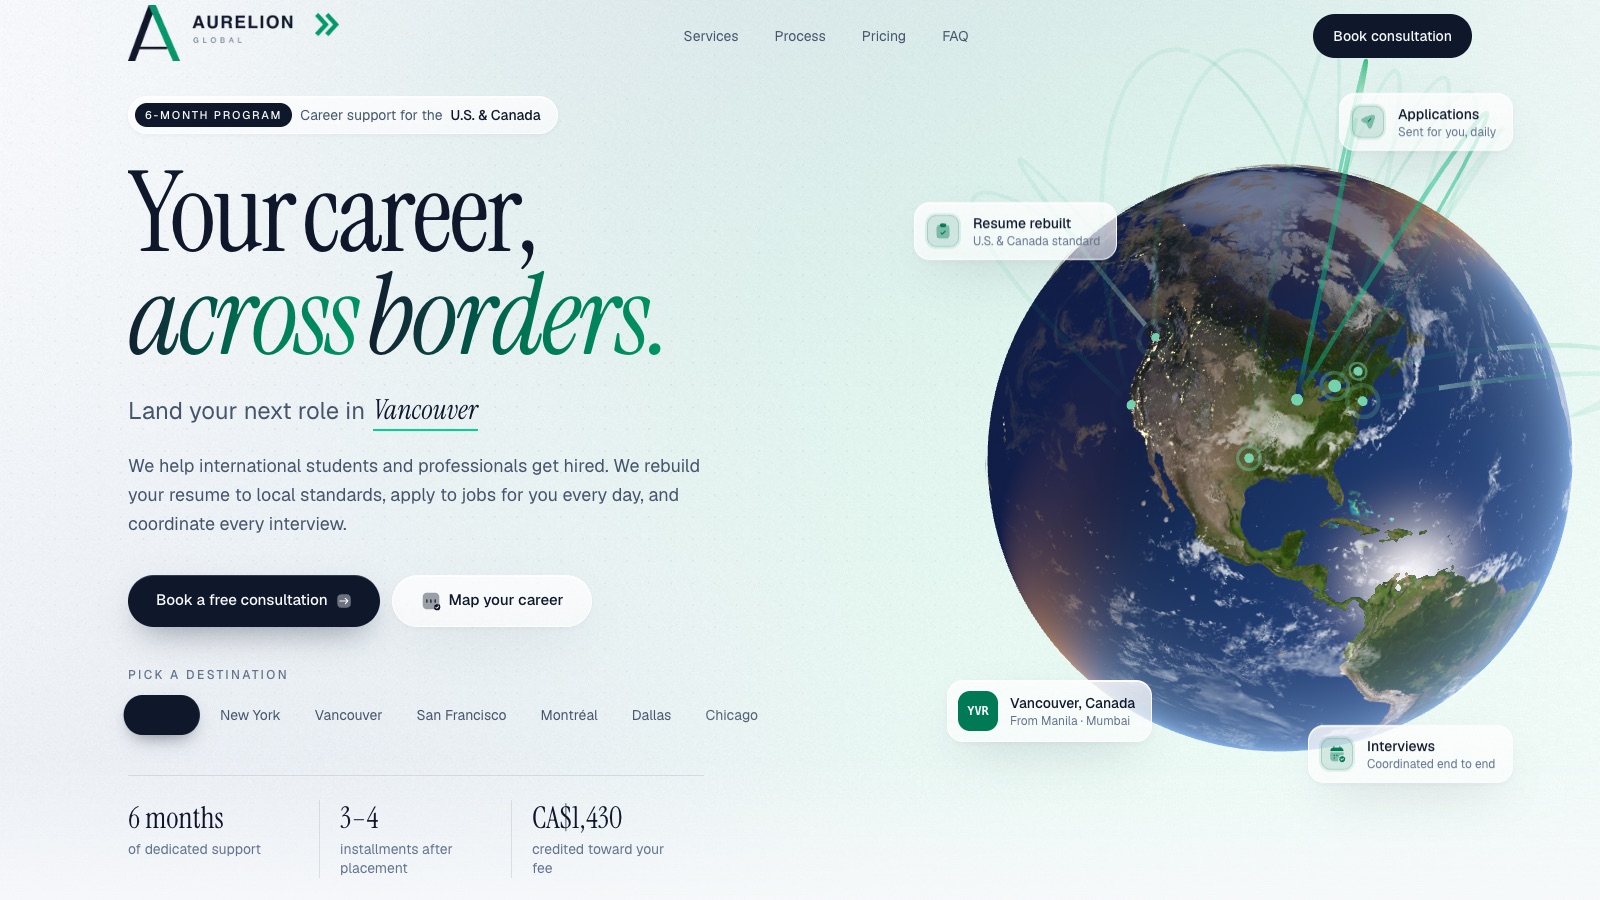 AURELION
GLOBAL
Services
Process
Pricing
FAQ
Book consultation
6-MONTH PROGRAM Career support for the U.S. & Canada
Your career,
across borders.
Land your next role in Vancouver
We help international students and professionals get hired. We rebuild
your resume to local standards, apply to jobs for you every day, and
coordinate every interview.
Book a free consultation
Map your career
PICK A DESTINATION
New York
Vancouver
San Francisco
Montréal
Dallas
Chicago
6 months
of dedicated support
3–4
installments after
placement
CA$1,430
credited toward your
fee
Applications
Sent for you, daily
Resume rebuilt
U.S. & Canada standard
YVR
Vancouver, Canada
From Manila · Mumbai
Interviews
Coordinated end to end